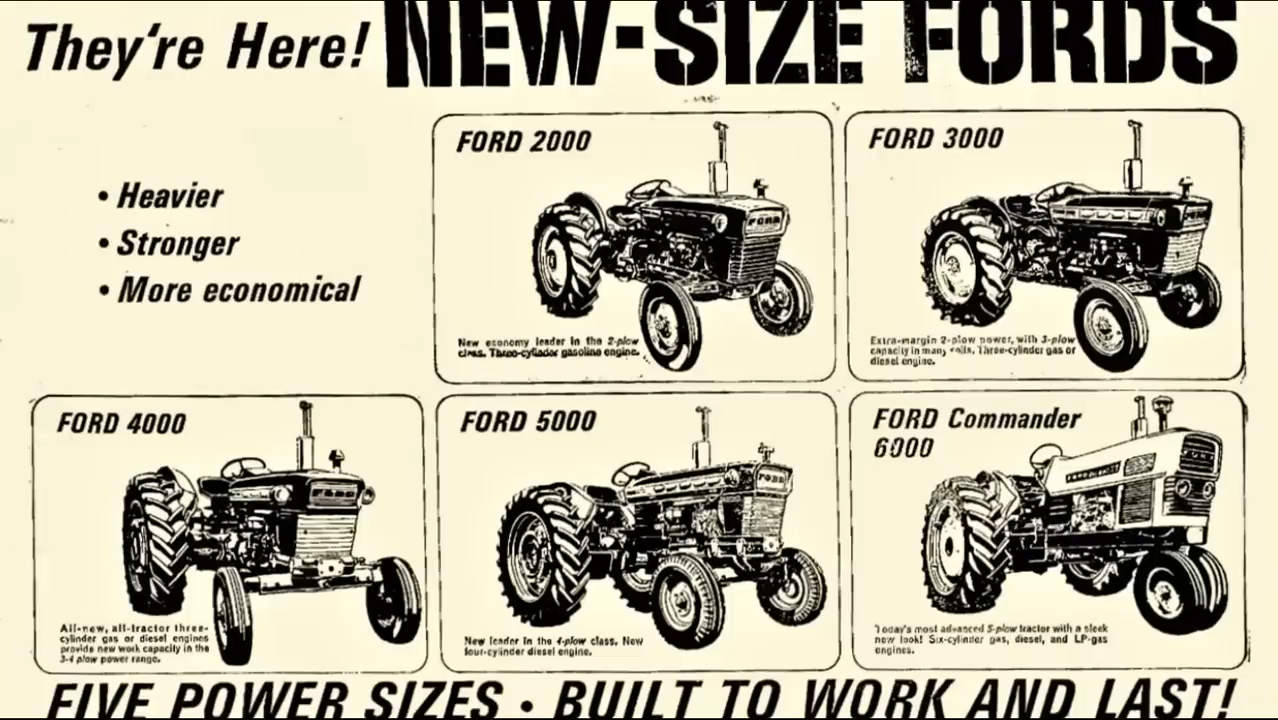 They're Here! NEW-SIZE FORDS
• Heavier
• Stronger
• More economical
FORD 2000
FORD
New economy leader in the 2-plow
class. Three-cylinder gasoline engine.
FORD 3000
Extra-margin 2-plow power, with 3-plow
capacity in many soils. Three-cylinder gas or
diesel engine.
FORD 4000
FORD
All-new, all-tractor three-
cylinder gas or diesel engines
provide new work capacity in the
3-4 plow power range.
FORD 5000
FORD
New leader in the 4-plow class. New
four-cylinder diesel engine.
FORD Commander
6000
FORD
Today's most advanced 5-plow tractor with a sleek
new look! Six-cylinder gas, diesel, and LP-gas
engines.
FIVE POWER SIZES • BUILT TO WORK AND LAST!